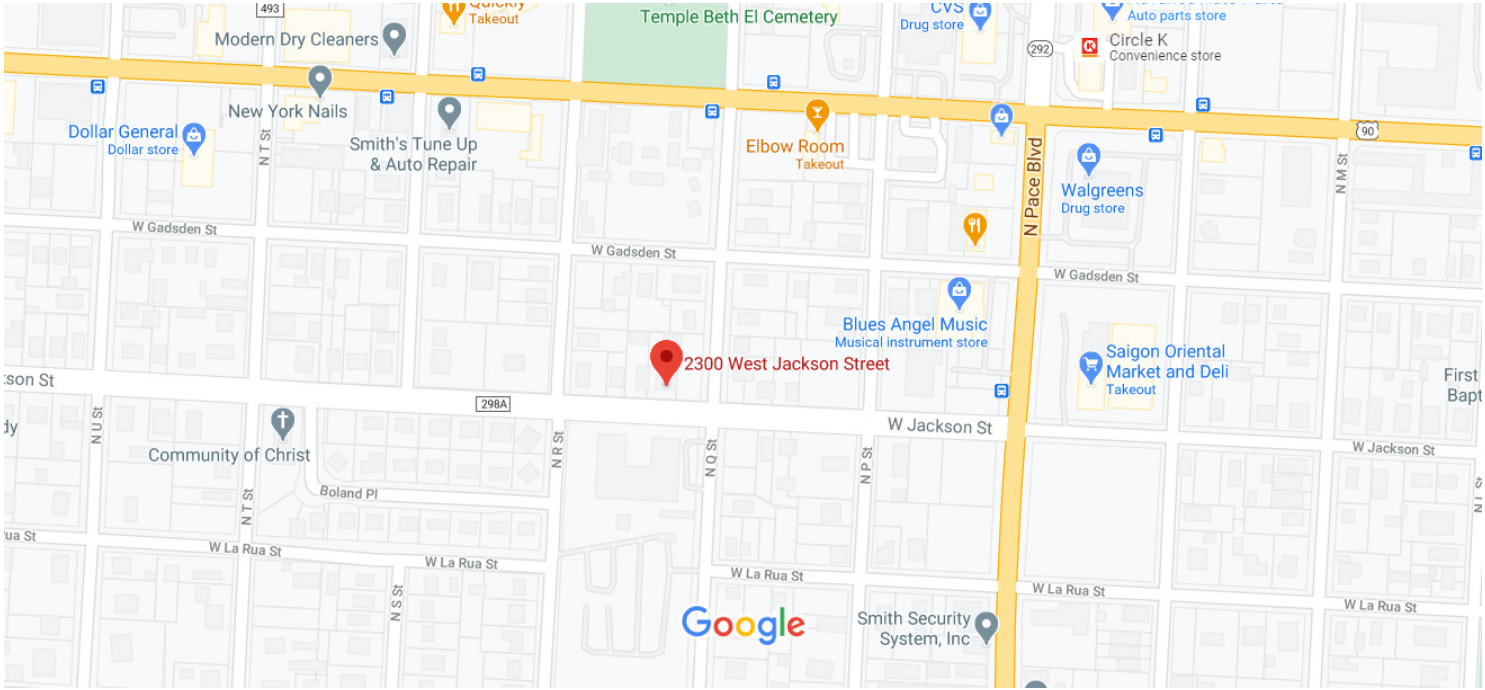 493
Quickly
Takeout
Temple Beth El Cemetery
CVS
Drug store
Auto parts store
Modern Dry Cleaners
292
Circle K
Convenience store
New York Nails
Dollar General
Dollar store
N T St
Smith's Tune Up
& Auto Repair
Elbow Room
Takeout
90
N Pace Blvd
Walgreens
Drug store
N M St
W Gadsden St
W Gadsden St
W Gadsden St
Blues Angel Music
Musical instrument store
2300 West Jackson Street
Saigon Oriental
Market and Deli
Takeout
First
Bapt
son St
298A
W Jackson St
W Jackson St
N U St
Community of Christ
N R St
N Q St
N P St
Boland Pl
N T St
W La Rua St
W La Rua St
W La Rua St
W La Rua St
W La Rua St
N S St
Google
Smith Security
System, Inc